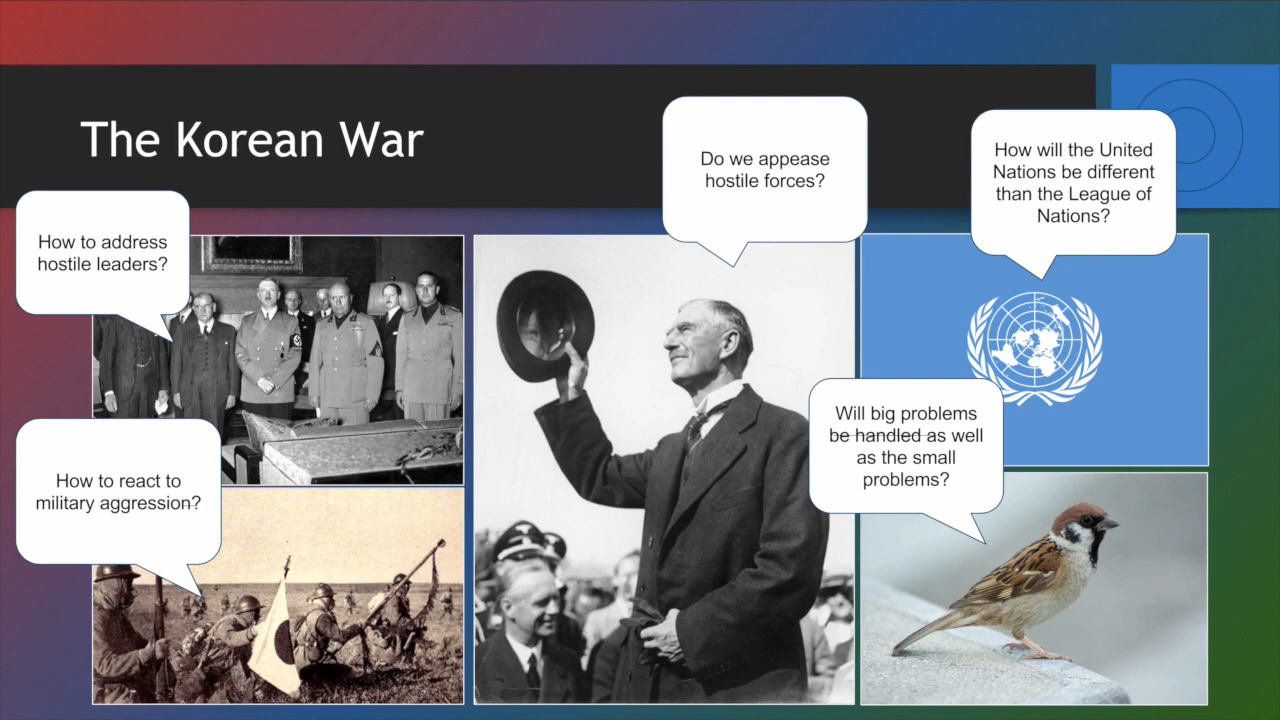 The Korean War
How to address
hostile leaders?
Do we appease
hostile forces?
How will the United
Nations be different
than the League of
Nations?
How to react to
military aggression?
Will big problems
be handled as well
as the small
problems?